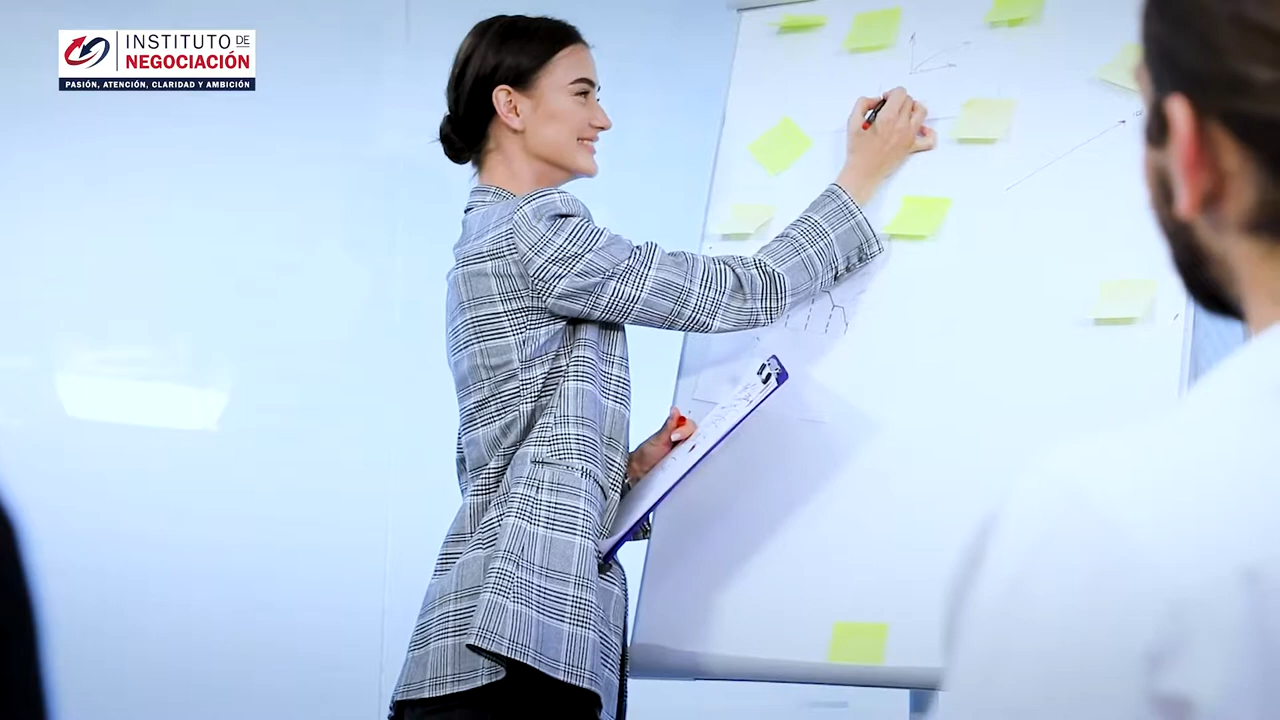 INSTITUTO DE
NEGOCIACIÓN
PASIÓN, ATENCIÓN, CLARIDAD Y AMBICIÓN